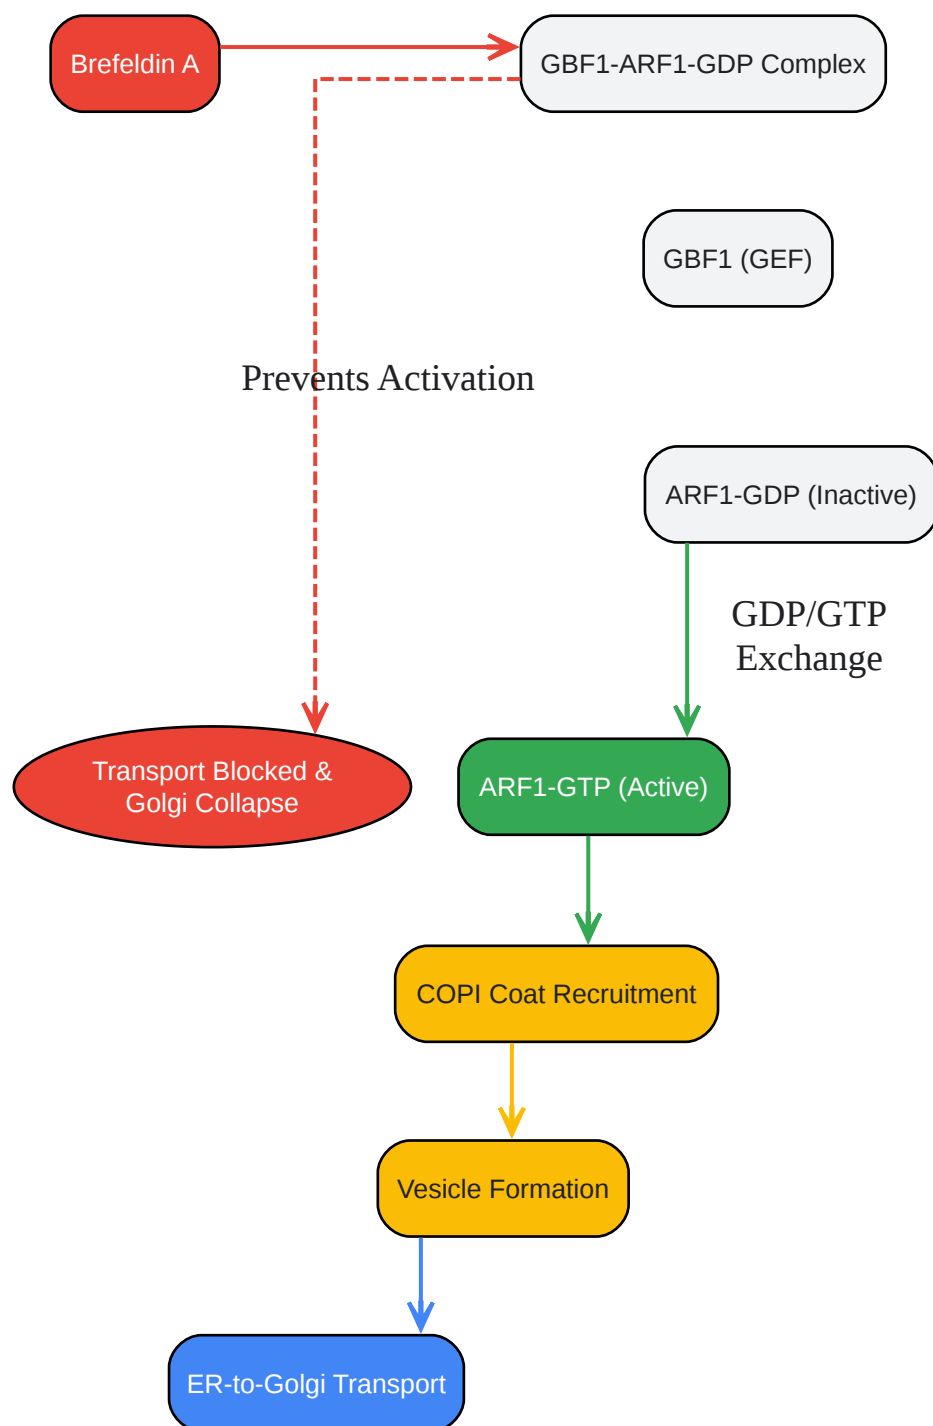 Brefeldin A
GBF1-ARF1-GDP Complex
GBF1 (GEF)
Prevents Activation
ARF1-GDP (Inactive)
GDP/GTP
Exchange
Transport Blocked &
Golgi Collapse
ARF1-GTP (Active)
COPI Coat Recruitment
Vesicle Formation
ER-to-Golgi Transport